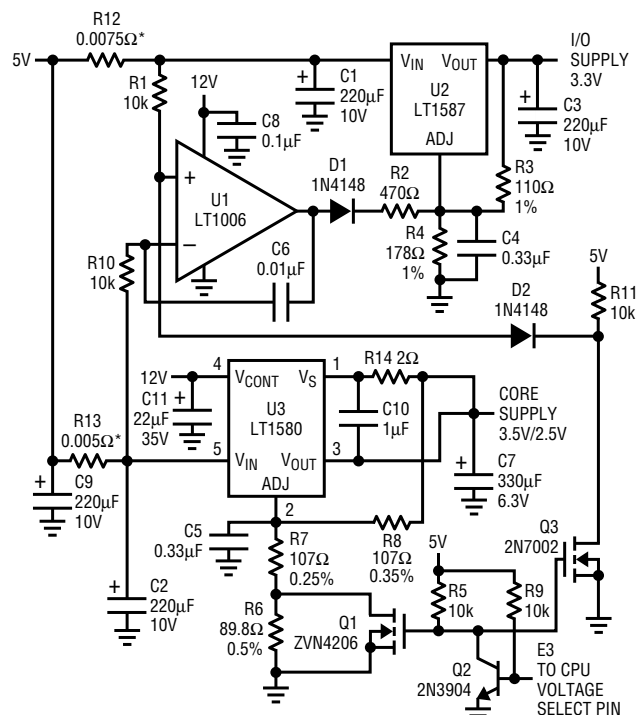 R12
0.0075Ω*
5V
R1
10k
12V
C8
0.1µF
C1
220µF
10V
+
VIN VOUT
U2
LT1587
ADJ
I/O
SUPPLY
3.3V
+
C3
220µF
10V
+
U1
LT1006
–
D1
1N4148
R2
470Ω
R3
110Ω
1%
R4
178Ω
1%
C4
0.33µF
C6
0.01µF
R10
10k
5V
R11
10k
D2
1N4148
12V
4
VCONT VS
1
R14 2Ω
C11
22µF
35V
+
U3
LT1580
C10
1µF
CORE
SUPPLY
3.5V/2.5V
R13
0.005Ω*
5
VIN VOUT
3
ADJ
2
+
C7
330µF
6.3V
+
C9
220µF
10V
C5
0.33µF
R7
107Ω
0.25%
R8
107Ω
0.35%
Q3
2N7002
+
C2
220µF
10V
R6
89.8Ω
0.5%
Q1
ZVN4206
5V
R5
10k
R9
10k
Q2
2N3904
E3
TO CPU
VOLTAGE
SELECT PIN